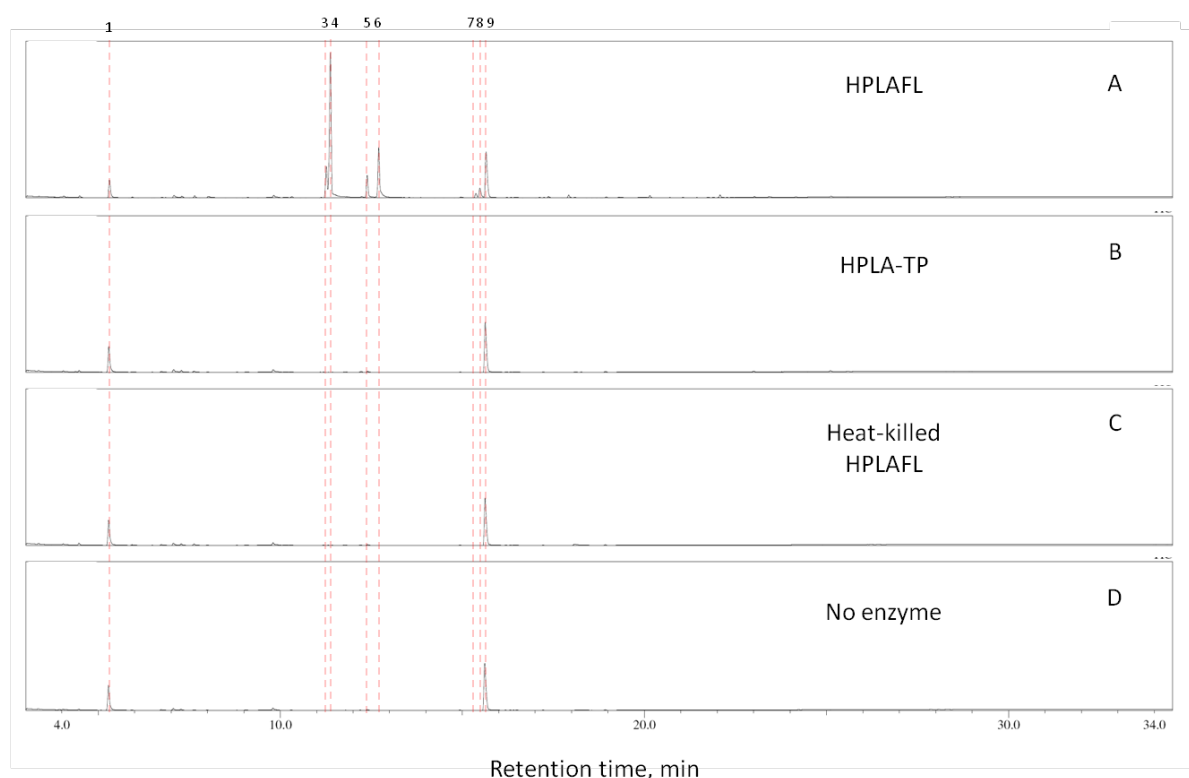 1 3 4 5 6 7 8 9
HPLAFL A
HPLA-TP B
Heat-killed C
HPLAFL
No enzyme D
4.0 10.0 20.0 30.0 34.0
Retention time, min